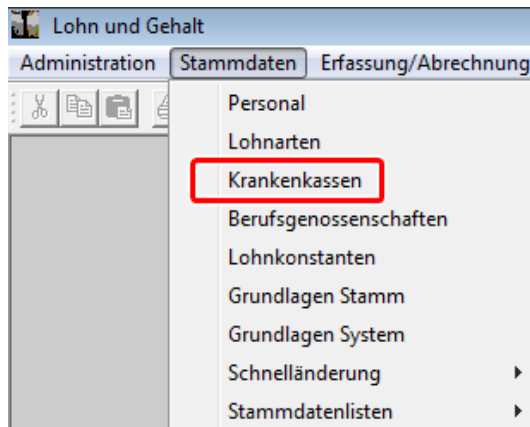 Lohn und Gehalt
Administration Stammdaten Erfassung/Abrechnung
Personal
Lohnarten
Krankenkassen
Berufsgenossenschaften
Lohnkonstanten
Grundlagen Stamm
Grundlagen System
Schnelländerung
Stammdatenlisten